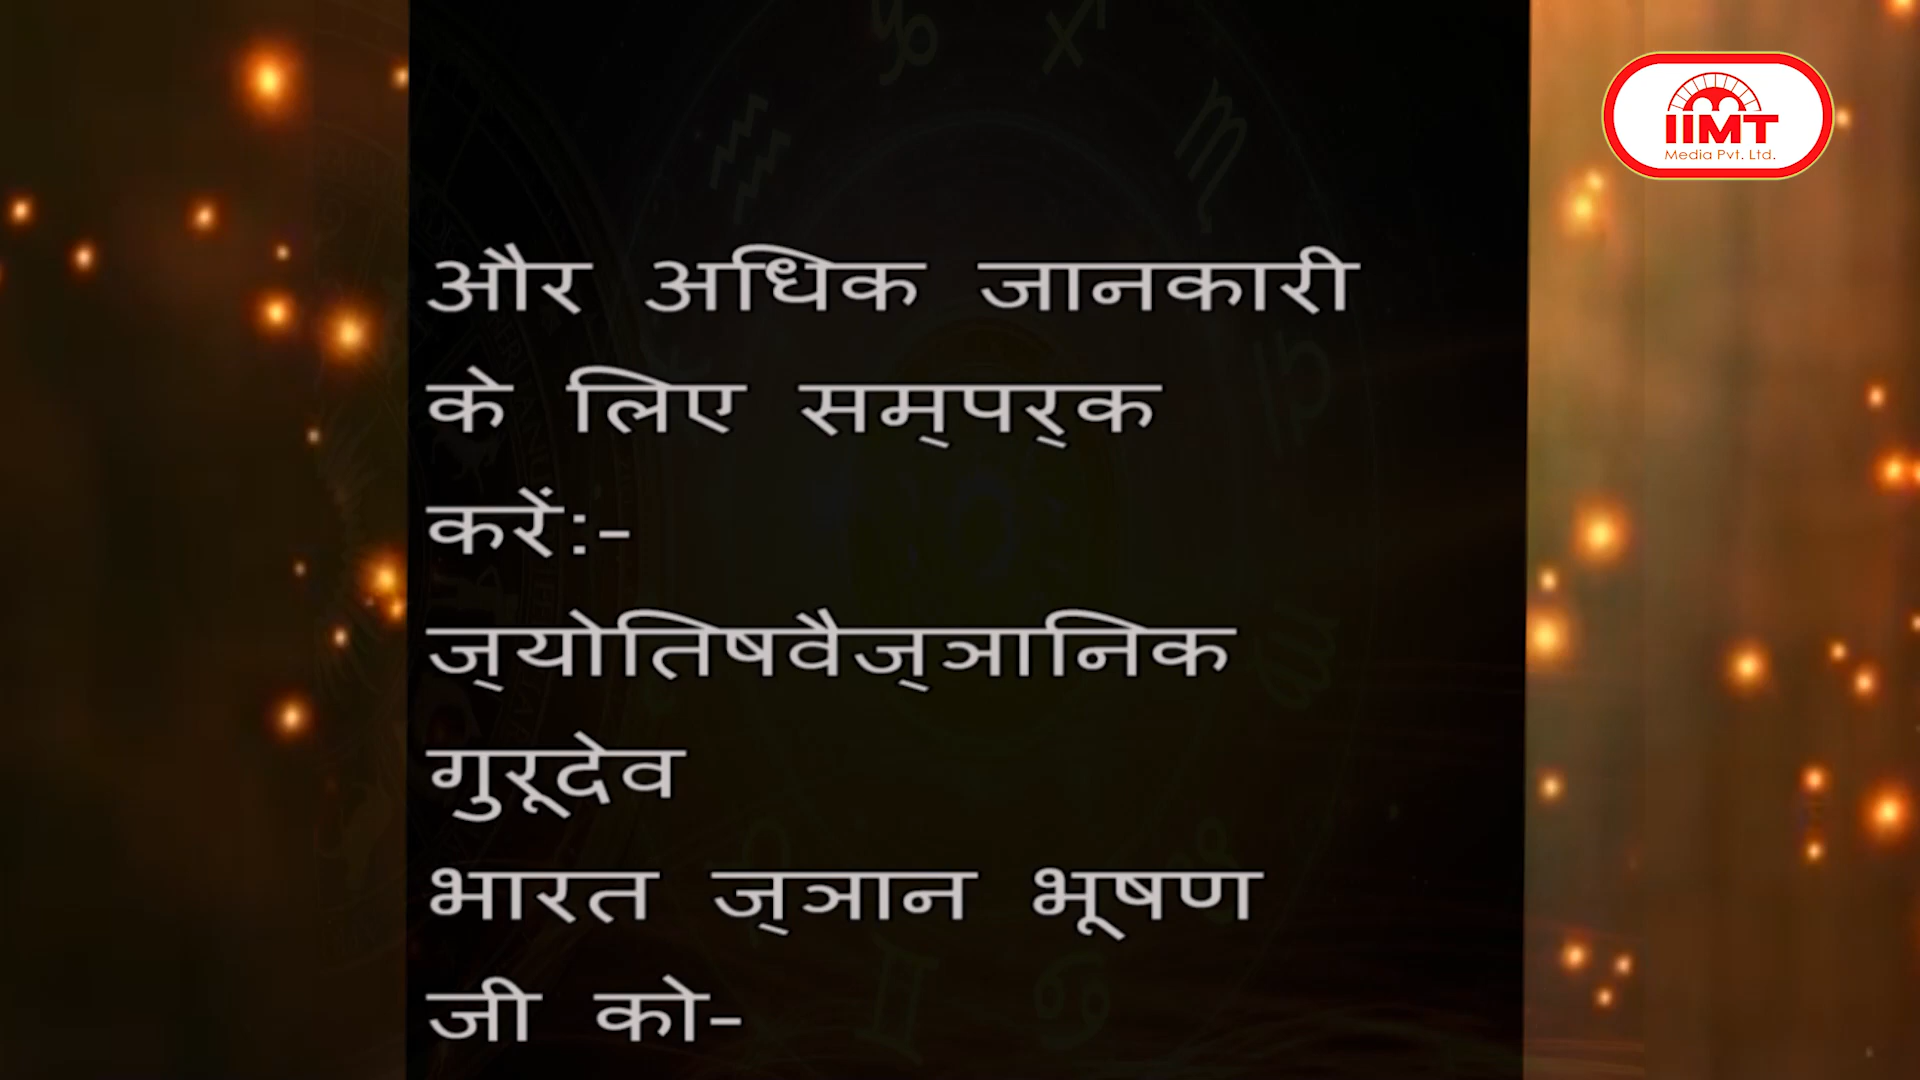 IIMT
Media Pvt. Ltd.
और अधिक जानकारी
के लिए सम्‌पर्‌क
करें:-
ज्‌योतिषवैज्‌ञानिक
गुरूदेव
भारत ज्‌ञान भूषण
जी को-